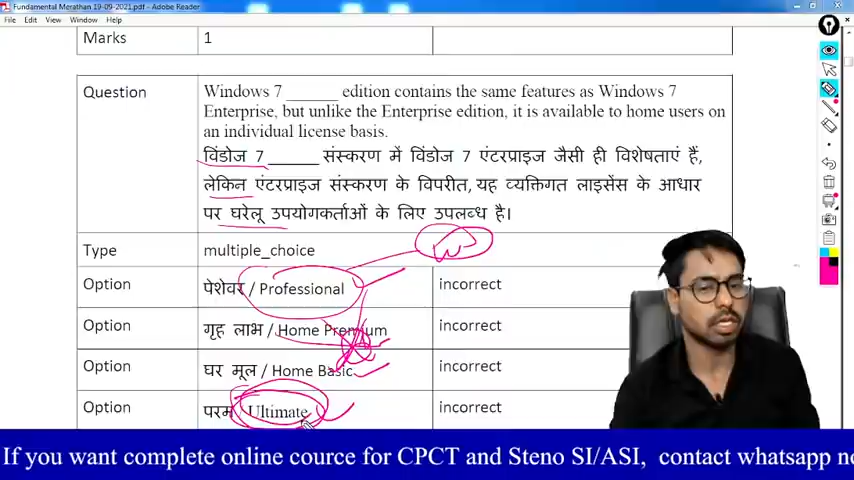 Fundamental Merathan 19-09-2021.pdf - Adobe Reader
File Edit View Window Help
Marks 1
Question Windows 7 ______ edition contains the same features as Windows 7
Enterprise, but unlike the Enterprise edition, it is available to home users on
an individual license basis.
विंडोज 7 ______ संस्करण में विंडोज 7 एंटरप्राइज जैसी ही विशेषताएं हैं,
लेकिन एंटरप्राइज संस्करण के विपरीत, यह व्यक्तिगत लाइसेंस के आधार
पर घरेलू उपयोगकर्ताओं के लिए उपलब्ध है।
Type multiple_choice
Option पेशेवर / Professional incorrect
Option गृह लाभ / Home Premium incorrect
Option घर मूल / Home Basic incorrect
Option परम / Ultimate incorrect
If you want complete online cource for CPCT and Steno SI/ASI, contact whatsapp no